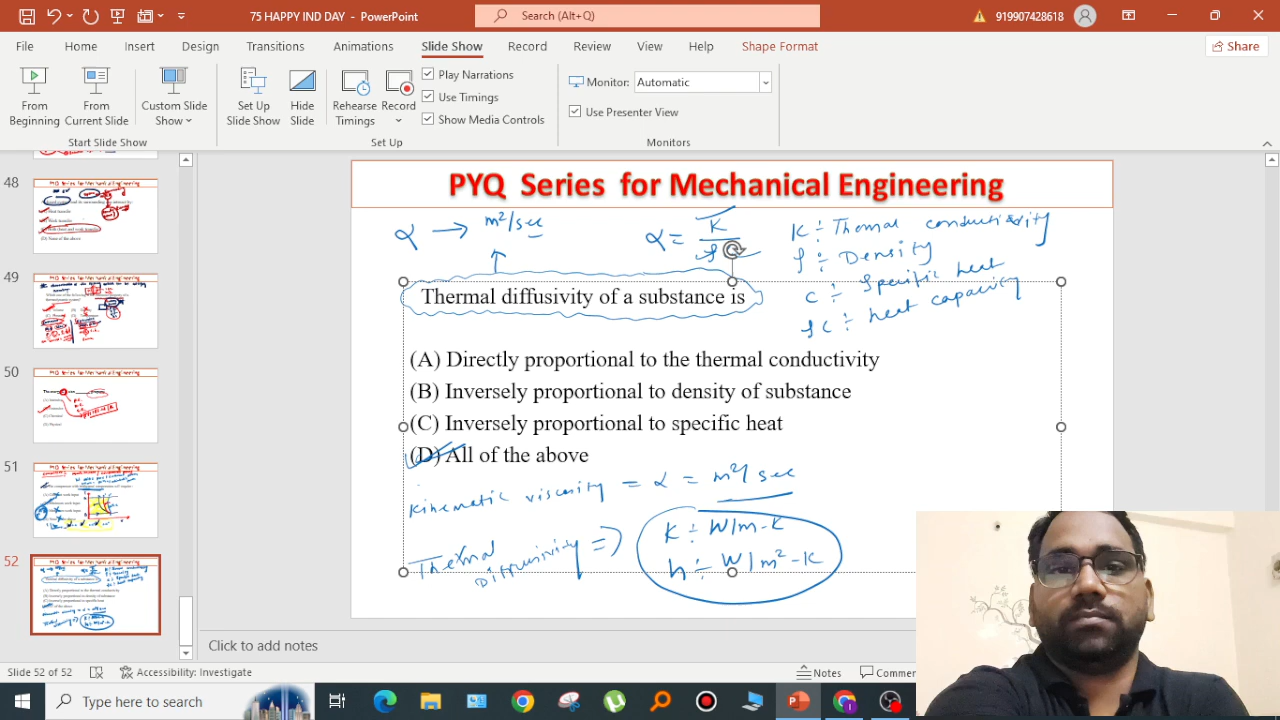 75 HAPPY IND DAY - PowerPoint
Search (Alt+Q)
919907428618
File Home Insert Design Transitions Animations Slide Show Record Review View Help Shape Format
Share
From Beginning
From Current Slide
Custom Slide Show
Set Up Slide Show
Hide Slide
Rehearse Timings
Record
Play Narrations
Use Timings
Show Media Controls
Monitor: Automatic
Use Presenter View
Start Slide Show
Set Up
Monitors
48
49
50
51
52
PYQ Series for Mechanical Engineering
α → m²/sec
α = K/ρc
K ÷ Thermal conductivity
ρ ÷ Density
c ÷ Specific heat
ρc ÷ heat capacity
Thermal diffusivity of a substance is
(A) Directly proportional to the thermal conductivity
(B) Inversely proportional to density of substance
(C) Inversely proportional to specific heat
(D) All of the above
Kinematic viscosity = α = m²/sec
Thermal Diffusivity ⇒
K ÷ W/m-K
h ÷ W/m²-K
Click to add notes
Slide 52 of 52
Accessibility: Investigate
Notes
Type here to search